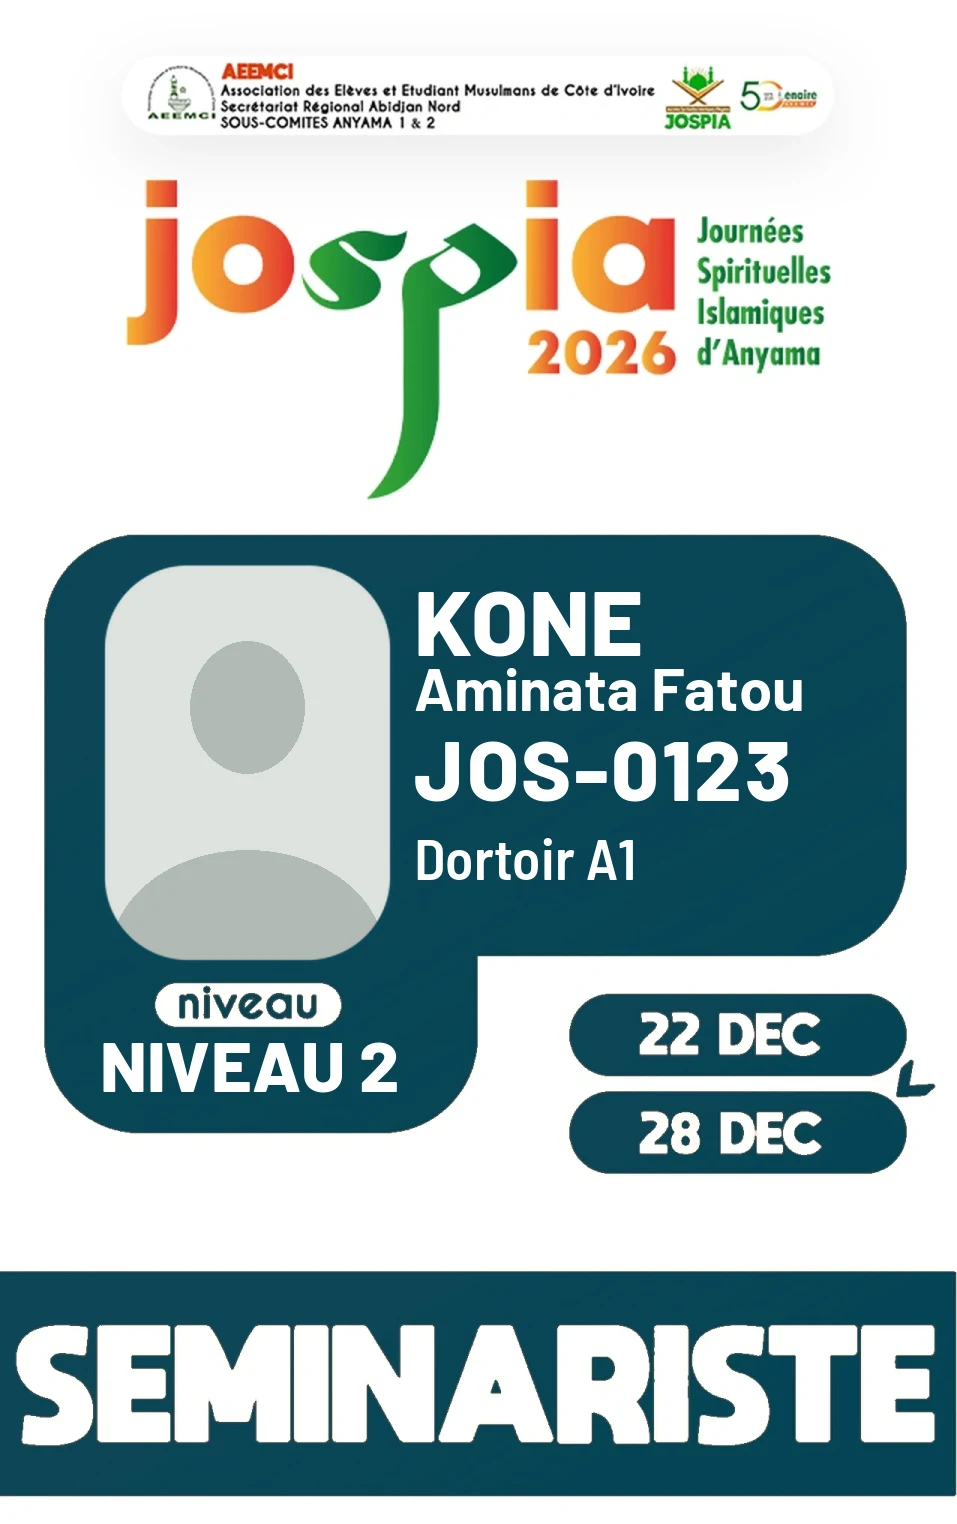 AEEMCI
Association des Elèves et Etudiant Musulmans de Côte d'Ivoire
Secrétariat Régional Abidjan Nord
SOUS-COMITES ANYAMA 1 & 2
AEEMCI
JOSPIA
jospia
2026
Journées
Spirituelles
Islamiques
d'Anyama
KONE
Aminata Fatou
JOS-0123
Dortoir A1
niveau
NIVEAU 2
22 DEC
28 DEC
SEMINARISTE